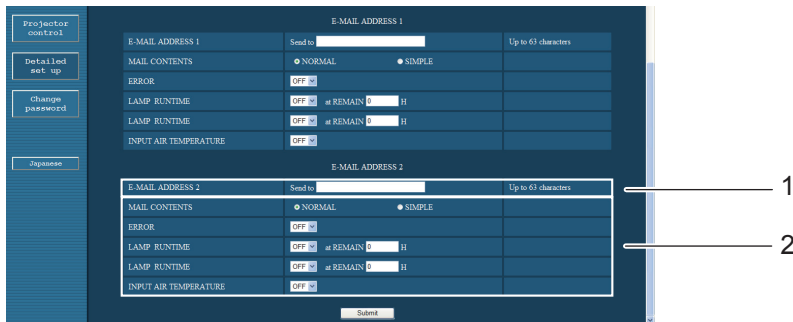 Projector
control
Detailed
set up
Change
password
Japanese
E-MAIL ADDRESS 1
E-MAIL ADDRESS 1 Send to Up to 63 characters
MAIL CONTENTS NORMAL SIMPLE
ERROR OFF
LAMP RUNTIME OFF at REMAIN 0 H
LAMP RUNTIME OFF at REMAIN 0 H
INPUT AIR TEMPERATURE OFF
E-MAIL ADDRESS 2
E-MAIL ADDRESS 2 Send to Up to 63 characters 1
MAIL CONTENTS NORMAL SIMPLE
ERROR OFF
LAMP RUNTIME OFF at REMAIN 0 H 2
LAMP RUNTIME OFF at REMAIN 0 H
INPUT AIR TEMPERATURE OFF
Submit